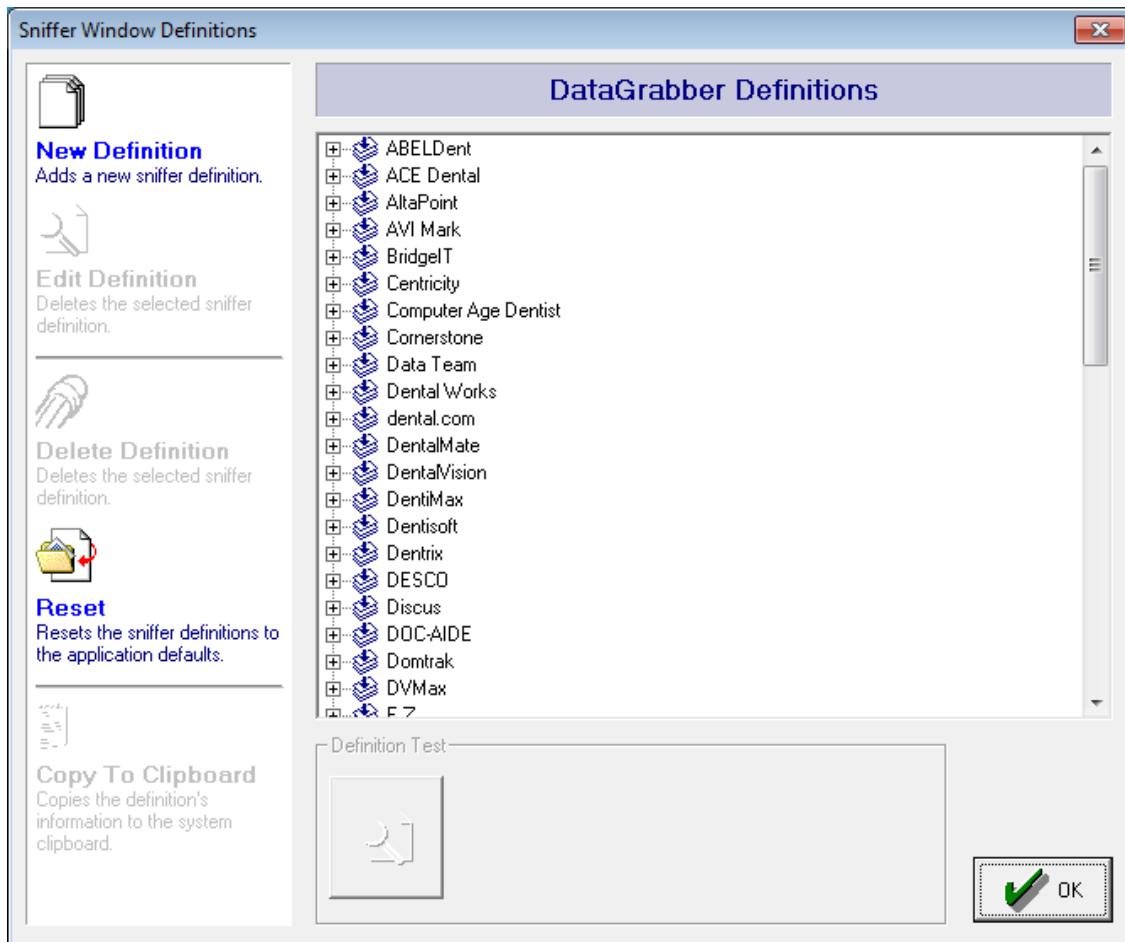 Sniffer Window Definitions
New Definition
Adds a new sniffer definition.
Edit Definition
Deletes the selected sniffer
definition.
Delete Definition
Deletes the selected sniffer
definition.
Reset
Resets the sniffer definitions to
the application defaults.
Copy To Clipboard
Copies the definition's
information to the system
clipboard.
DataGrabber Definitions
ABELDent
ACE Dental
AltaPoint
AVI Mark
BridgeIT
Centricity
Computer Age Dentist
Cornerstone
Data Team
Dental Works
dental.com
DentalMate
DentalVision
DentiMax
Dentisoft
Dentrix
DESCO
Discus
DOC-AIDE
Domtrak
DVMax
Definition Test
OK